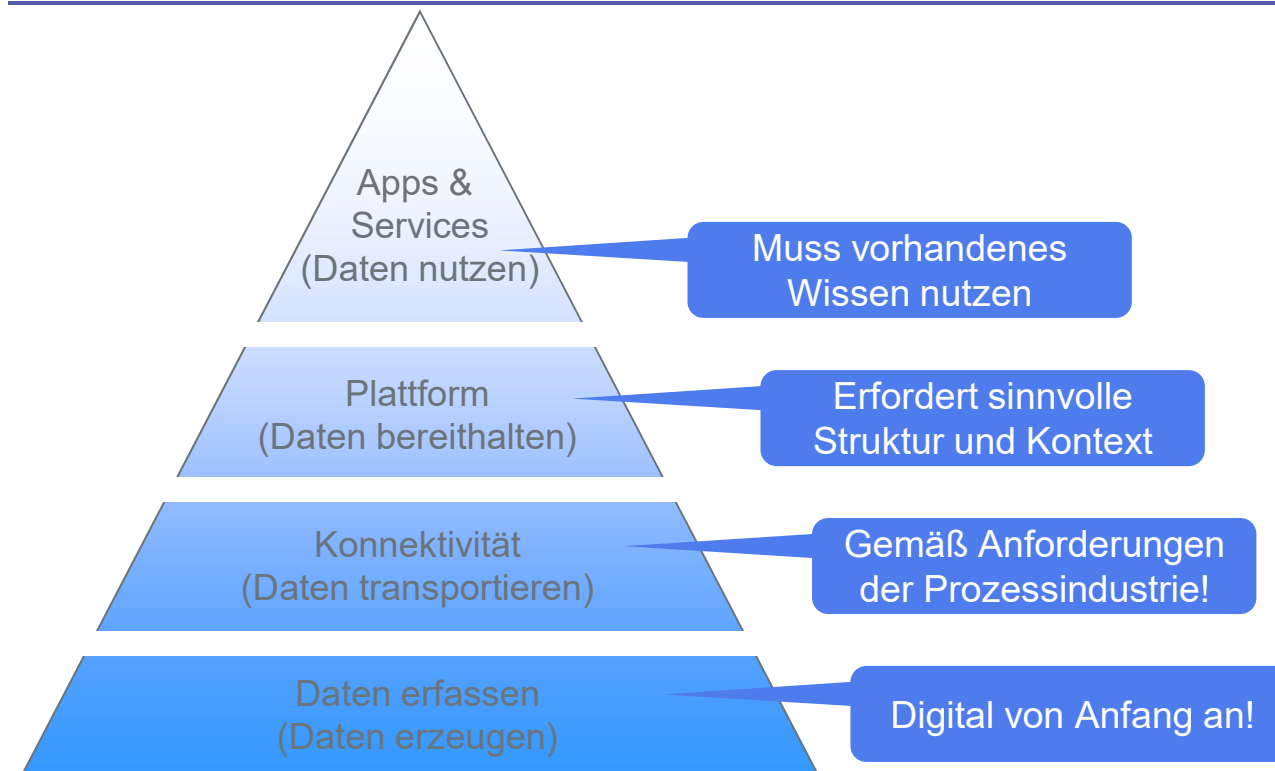 Apps &
Services
(Daten nutzen)
Muss vorhandenes
Wissen nutzen
Plattform
(Daten bereithalten)
Erfordert sinnvolle
Struktur und Kontext
Konnektivität
(Daten transportieren)
Gemäß Anforderungen
der Prozessindustrie!
Daten erfassen
(Daten erzeugen)
Digital von Anfang an!